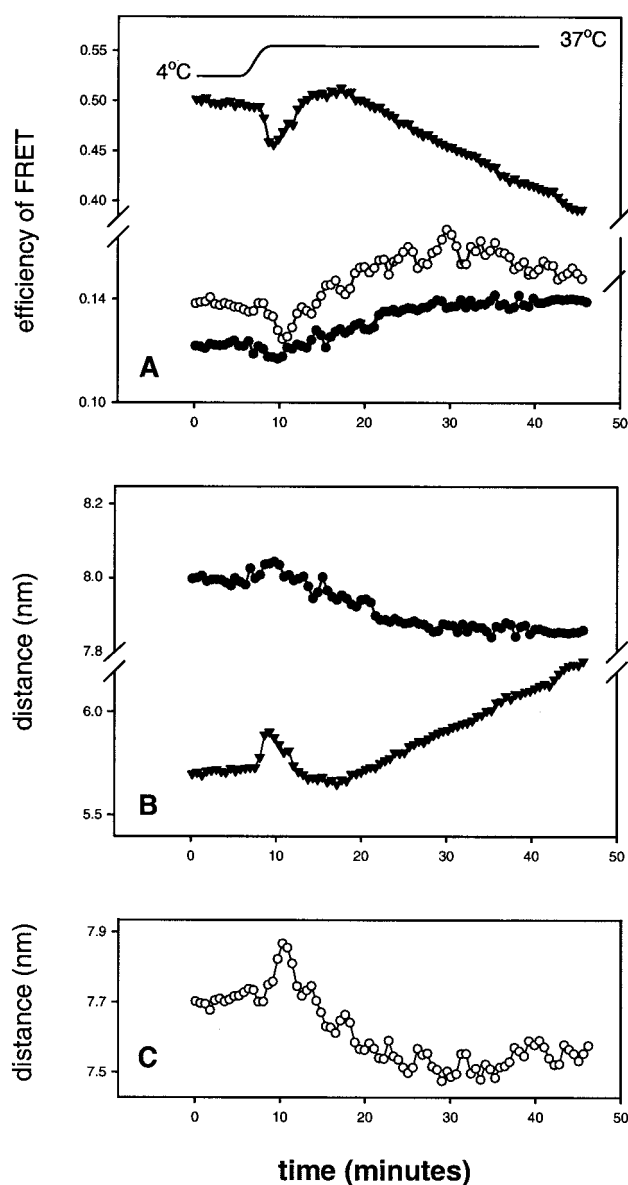 0.55
4°C
37°C
0.50
0.45
0.40
efficiency of FRET
0.14
A
0.10
0 10 20 30 40 50
8.2
8.0
7.8
distance (nm)
6.0
5.5
B
0 10 20 30 40 50
7.9
7.7
distance (nm)
7.5
C
0 10 20 30 40 50
time (minutes)